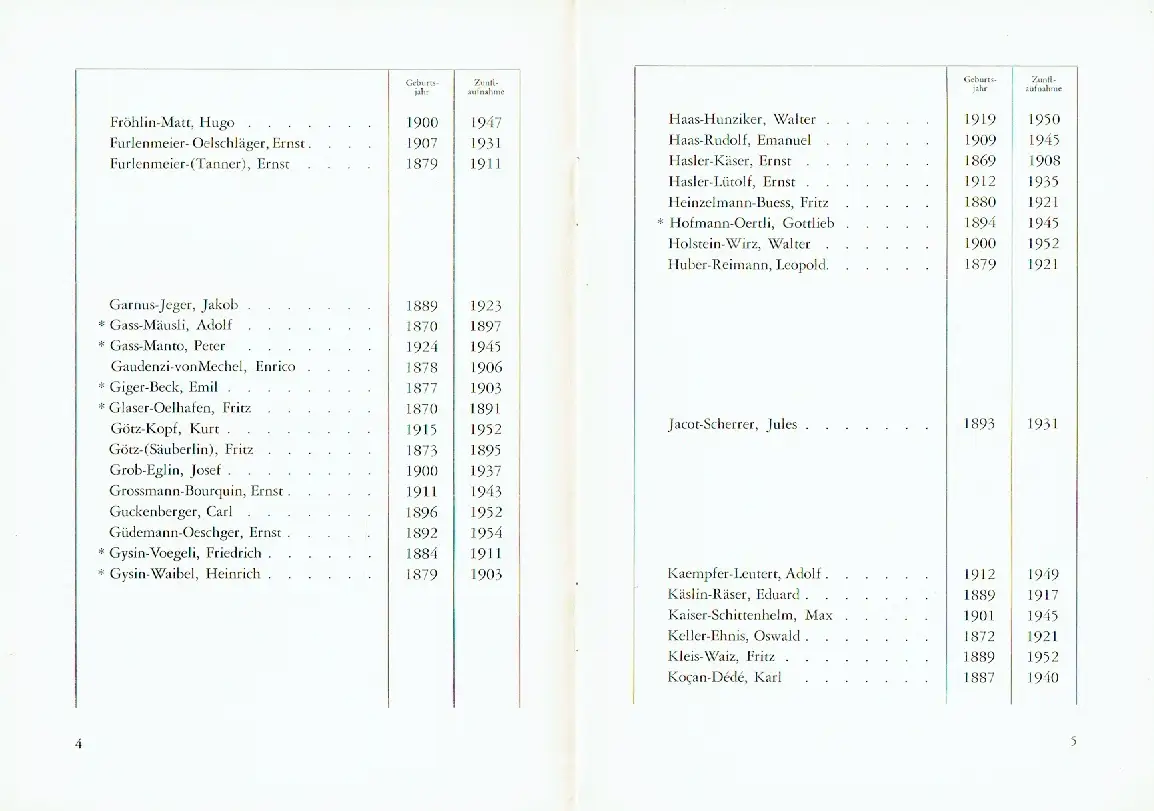 Geburts-
jahr
Zunft-
aufnahme
Fröhlin-Matt, Hugo . . . . . . . 1900 1947
Furlenmeier- Oelschläger, Ernst . . . . 1907 1931
Furlenmeier-(Tanner), Ernst . . . . 1879 1911
Garnus-Jeger, Jakob . . . . . . . 1889 1923
* Gass-Mäusli, Adolf . . . . . . . 1870 1897
* Gass-Manto, Peter . . . . . . . 1924 1945
Gaudenzi-vonMechel, Enrico . . . . 1878 1906
* Giger-Beck, Emil . . . . . . . . 1877 1903
* Glaser-Oelhafen, Fritz . . . . . . 1870 1891
Götz-Kopf, Kurt . . . . . . . . 1915 1952
Götz-(Säuberlin), Fritz . . . . . . 1873 1895
Grob-Eglin, Josef . . . . . . . . 1900 1937
Grossmann-Bourquin, Ernst . . . . . 1911 1943
Guckenberger, Carl . . . . . . . 1896 1952
Güdemann-Oeschger, Ernst . . . . . 1892 1954
* Gysin-Voegeli, Friedrich . . . . . . 1884 1911
* Gysin-Waibel, Heinrich . . . . . . 1879 1903
4
Geburts-
jahr
Zunft-
aufnahme
Haas-Hunziker, Walter . . . . . . 1919 1950
Haas-Rudolf, Emanuel . . . . . . 1909 1945
Hasler-Käser, Ernst . . . . . . . 1869 1908
Hasler-Lütolf, Ernst . . . . . . . 1912 1935
Heinzelmann-Buess, Fritz . . . . . 1880 1921
* Hofmann-Oertli, Gottlieb . . . . . 1894 1945
Holstein-Wirz, Walter . . . . . . 1900 1952
Huber-Reimann, Leopold . . . . . . 1879 1921
Jacot-Scherrer, Jules . . . . . . . 1893 1931
Kaempfer-Leutert, Adolf . . . . . . 1912 1949
Käslin-Räser, Eduard . . . . . . . 1889 1917
Kaiser-Schittenhelm, Max . . . . . 1901 1945
Keller-Ehnis, Oswald . . . . . . . 1872 1921
Kleis-Waiz, Fritz . . . . . . . . 1889 1952
Koçan-Dédé, Karl . . . . . . . 1887 1940
5